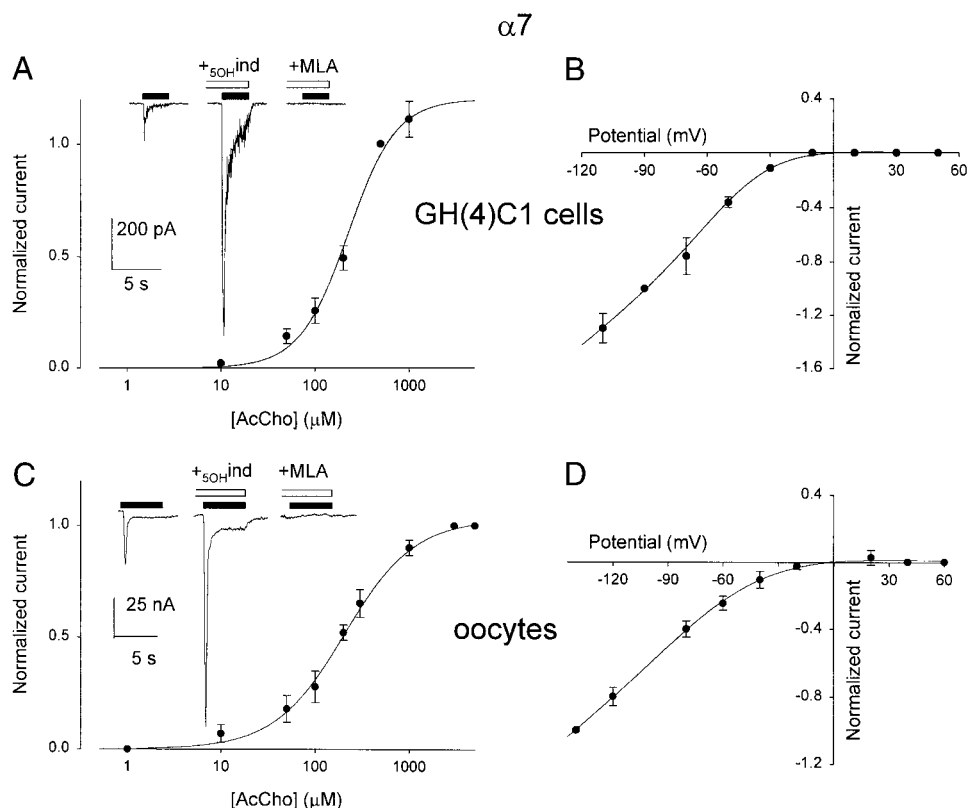 α7
A
+5OHind
+MLA
1.0
0.5
0.0
Normalized current
200 pA
5 s
1
10
100
1000
[AcCho] (μM)
GH(4)C1 cells
B
Potential (mV)
-120
-90
-60
-30
30
60
0.4
-0.4
-0.8
-1.2
-1.6
Normalized current
C
+5OHind
+MLA
1.0
0.5
0.0
Normalized current
25 nA
5 s
1
10
100
1000
[AcCho] (μM)
oocytes
D
Potential (mV)
-120
-90
-60
-30
30
60
0.4
-0.4
-0.8
-1.2
Normalized current